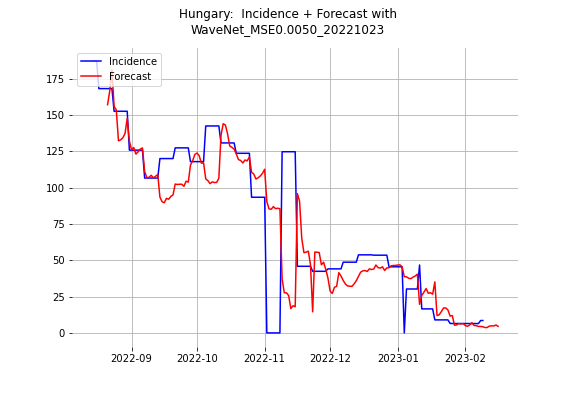 Hungary:  Incidence + Forecast with
WaveNet_MSE0.0050_20221023
Incidence
Forecast
175
150
125
100
75
50
25
0
2022-09 2022-10 2022-11 2022-12 2023-01 2023-02